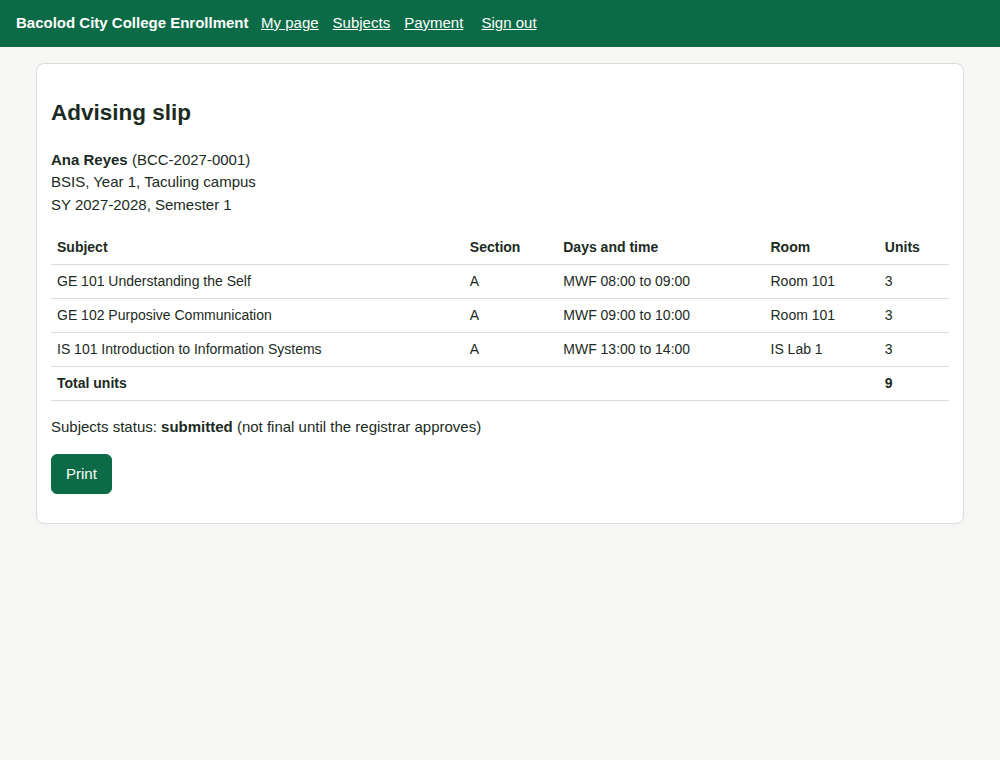 Bacolod City College Enrollment My page Subjects Payment Sign out
Advising slip
Ana Reyes (BCC-2027-0001)
BSIS, Year 1, Taculing campus
SY 2027-2028, Semester 1
Subject Section Days and time Room Units
GE 101 Understanding the Self A MWF 08:00 to 09:00 Room 101 3
GE 102 Purposive Communication A MWF 09:00 to 10:00 Room 101 3
IS 101 Introduction to Information Systems A MWF 13:00 to 14:00 IS Lab 1 3
Total units 9
Subjects status: submitted (not final until the registrar approves)
Print